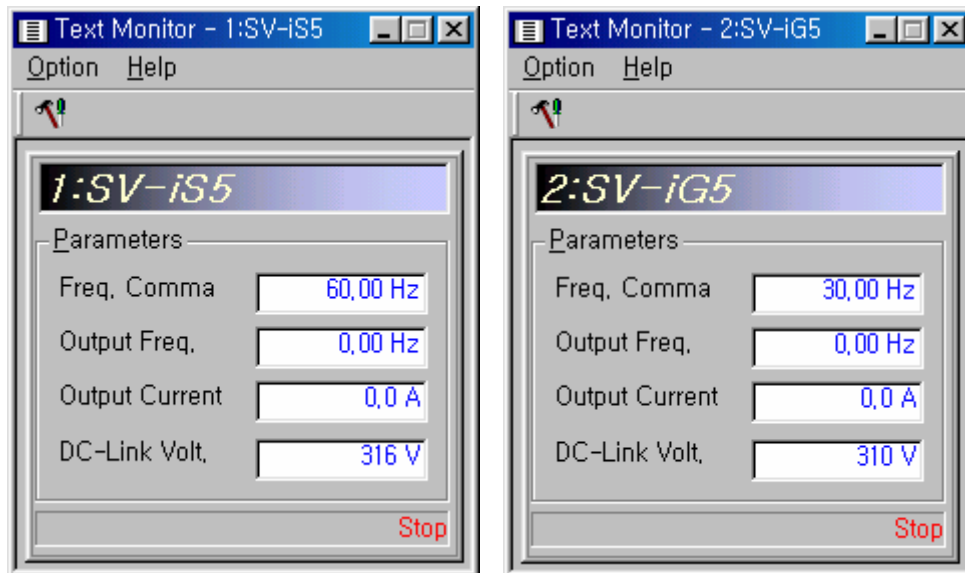 Text Monitor - 1:SV-iS5
Option Help
1:SV-iS5
Parameters
Freq. Comma 60.00 Hz
Output Freq. 0.00 Hz
Output Current 0.0 A
DC-Link Volt. 316 V
Stop
Text Monitor - 2:SV-iG5
Option Help
2:SV-iG5
Parameters
Freq. Comma 30.00 Hz
Output Freq. 0.00 Hz
Output Current 0.0 A
DC-Link Volt. 310 V
Stop